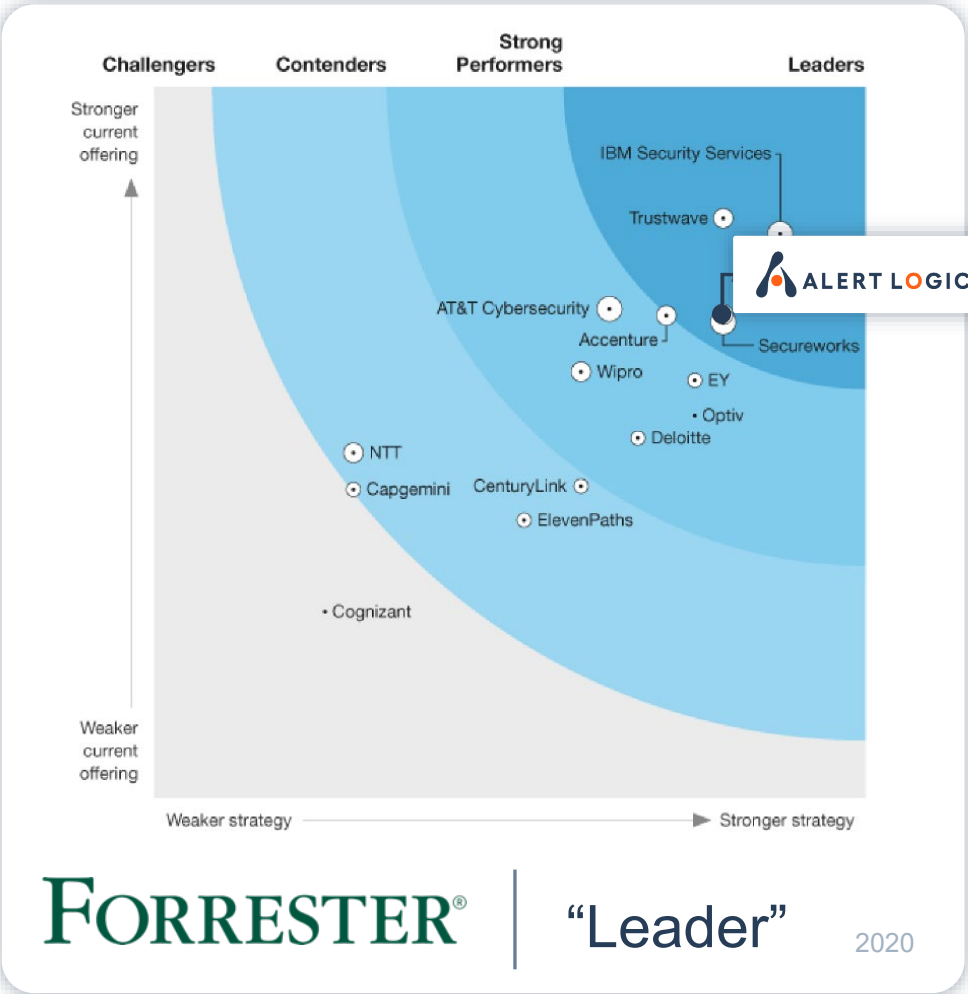 Strong
Challengers
Contenders
Performers
Leaders
Stronger
current
offering
IBM Security Services
Trustwave
ALERT LOGIC
AT&T Cybersecurity
Accenture
Secureworks
Wipro
EY
Optiv
Deloitte
NTT
Capgemini
CenturyLink
ElevenPaths
Cognizant
Weaker
current
offering
Weaker strategy
Stronger strategy
FORRESTER®
“Leader”
2020